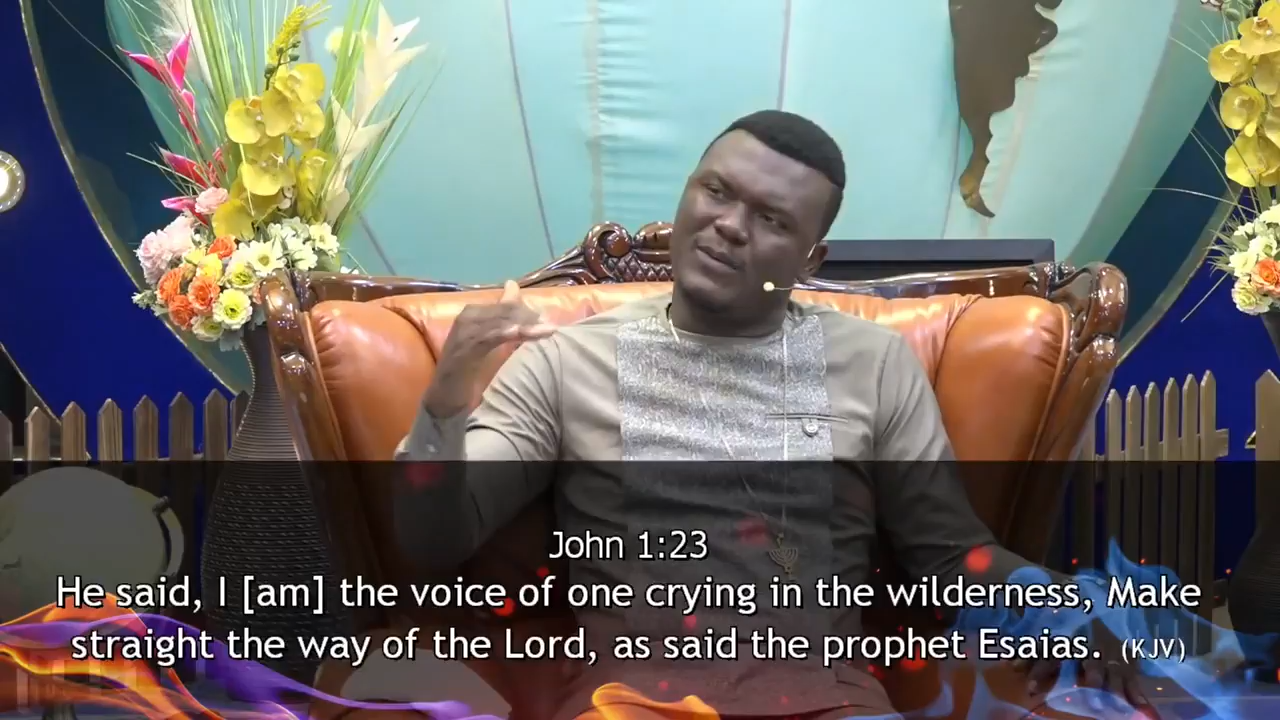 John 1:23
He said, I [am] the voice of one crying in the wilderness, Make
straight the way of the Lord, as said the prophet Esaias. (KJV)